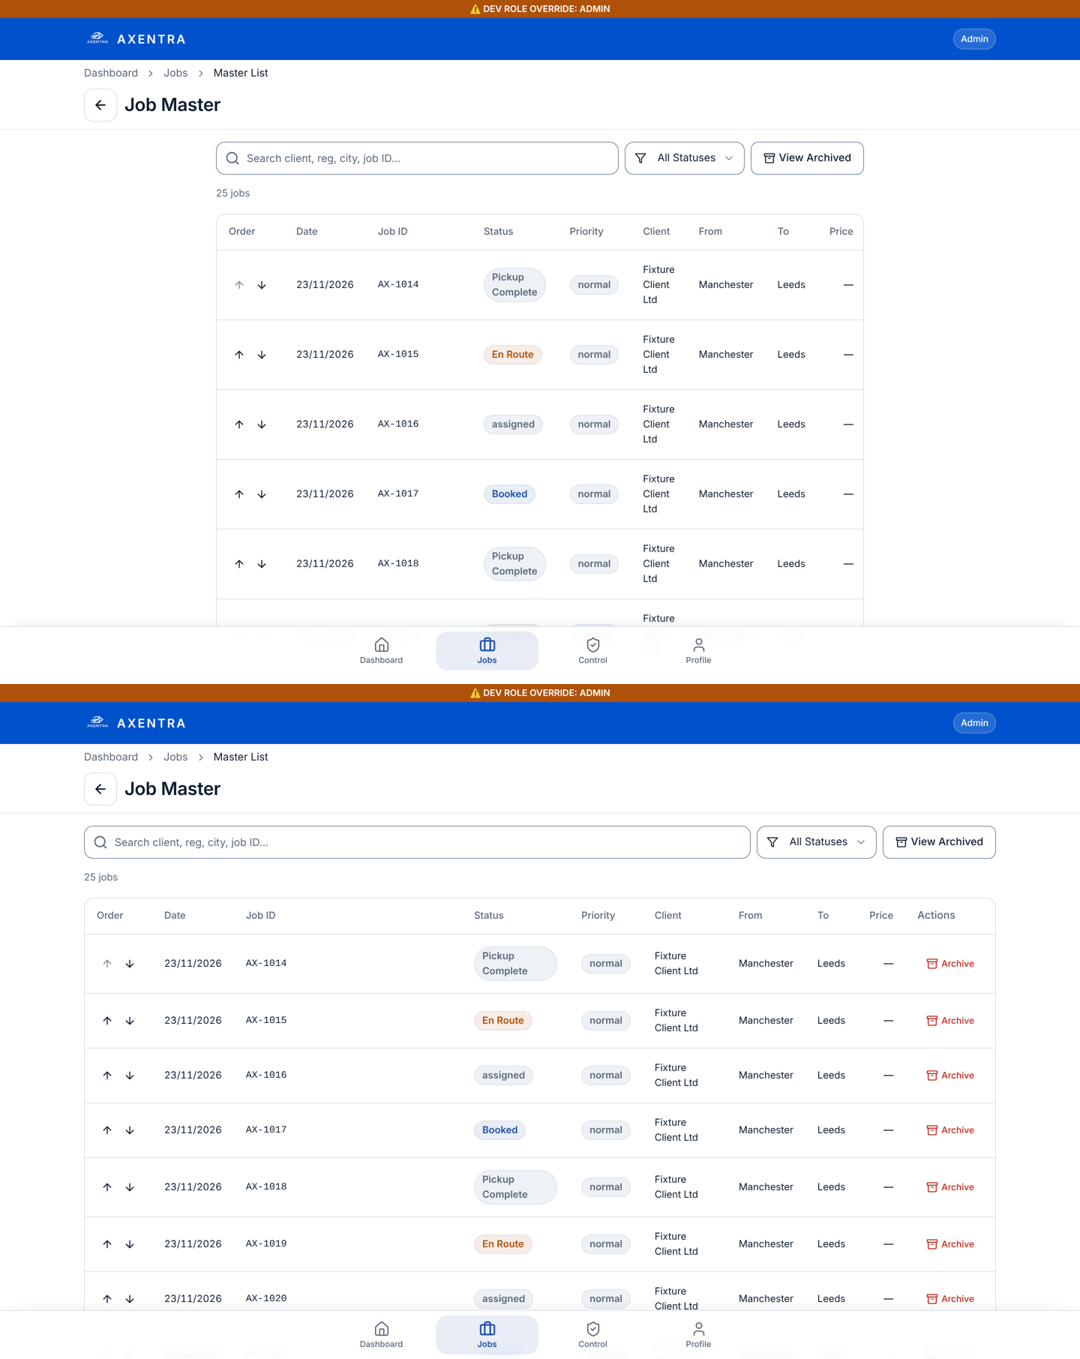 ⚠️ DEV ROLE OVERRIDE: ADMIN
AXENTRA AXENTRA Admin
Dashboard > Jobs > Master List
Job Master
Search client, reg, city, job ID... All Statuses View Archived
25 jobs
Order Date Job ID Status Priority Client From To Price
23/11/2026 AX-1014 Pickup Complete normal Fixture Client Ltd Manchester Leeds —
23/11/2026 AX-1015 En Route normal Fixture Client Ltd Manchester Leeds —
23/11/2026 AX-1016 assigned normal Fixture Client Ltd Manchester Leeds —
23/11/2026 AX-1017 Booked normal Fixture Client Ltd Manchester Leeds —
23/11/2026 AX-1018 Pickup Complete normal Fixture Client Ltd Manchester Leeds —
Fixture
Dashboard Jobs Control Profile
⚠️ DEV ROLE OVERRIDE: ADMIN
AXENTRA AXENTRA Admin
Dashboard > Jobs > Master List
Job Master
Search client, reg, city, job ID... All Statuses View Archived
25 jobs
Order Date Job ID Status Priority Client From To Price Actions
23/11/2026 AX-1014 Pickup Complete normal Fixture Client Ltd Manchester Leeds — Archive
23/11/2026 AX-1015 En Route normal Fixture Client Ltd Manchester Leeds — Archive
23/11/2026 AX-1016 assigned normal Fixture Client Ltd Manchester Leeds — Archive
23/11/2026 AX-1017 Booked normal Fixture Client Ltd Manchester Leeds — Archive
23/11/2026 AX-1018 Pickup Complete normal Fixture Client Ltd Manchester Leeds — Archive
23/11/2026 AX-1019 En Route normal Fixture Client Ltd Manchester Leeds — Archive
23/11/2026 AX-1020 assigned normal Fixture Client Ltd Manchester Leeds — Archive
Dashboard Jobs Control Profile